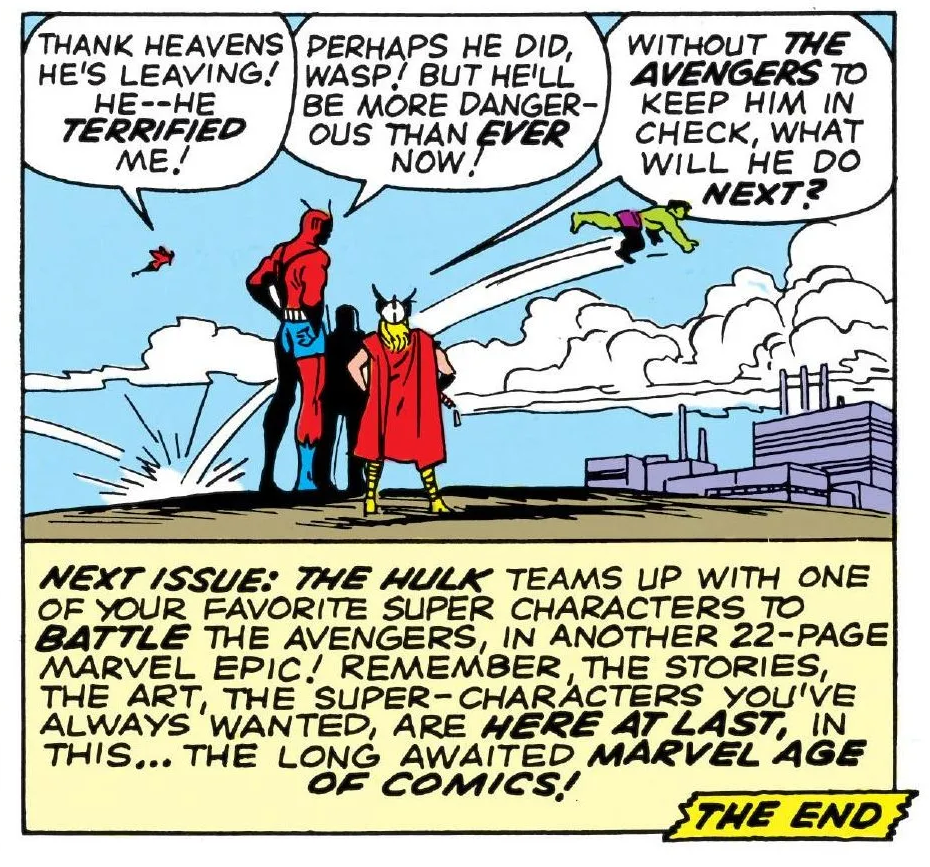 THANK HEAVENS
HE'S LEAVING!
HE--HE
TERRIFIED
ME!
PERHAPS HE DID,
WASP! BUT HE'LL
BE MORE DANGER-
OUS THAN EVER
NOW!
WITHOUT THE
AVENGERS TO
KEEP HIM IN
CHECK, WHAT
WILL HE DO
NEXT?
NEXT ISSUE: THE HULK TEAMS UP WITH ONE
OF YOUR FAVORITE SUPER CHARACTERS TO
BATTLE THE AVENGERS, IN ANOTHER 22-PAGE
MARVEL EPIC! REMEMBER, THE STORIES,
THE ART, THE SUPER-CHARACTERS YOU'VE
ALWAYS WANTED, ARE HERE AT LAST, IN
THIS... THE LONG AWAITED MARVEL AGE
OF COMICS!
THE END